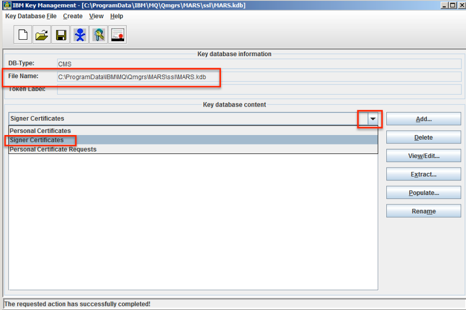 IBM Key Management - [C:\ProgramData\IBM\MQ\Qmgrs\MARS\ssl\MARS.kdb]
Key Database File Create View Help
Key database information
DB-Type: CMS
File Name: C:\ProgramData\IBM\MQ\Qmgrs\MARS\ssl\MARS.kdb
Token Label:
Key database content
Signer Certificates
Add...
Personal Certificates
Signer Certificates
Delete
Personal Certificate Requests
View/Edit...
Extract...
Populate...
Rename
The requested action has successfully completed!